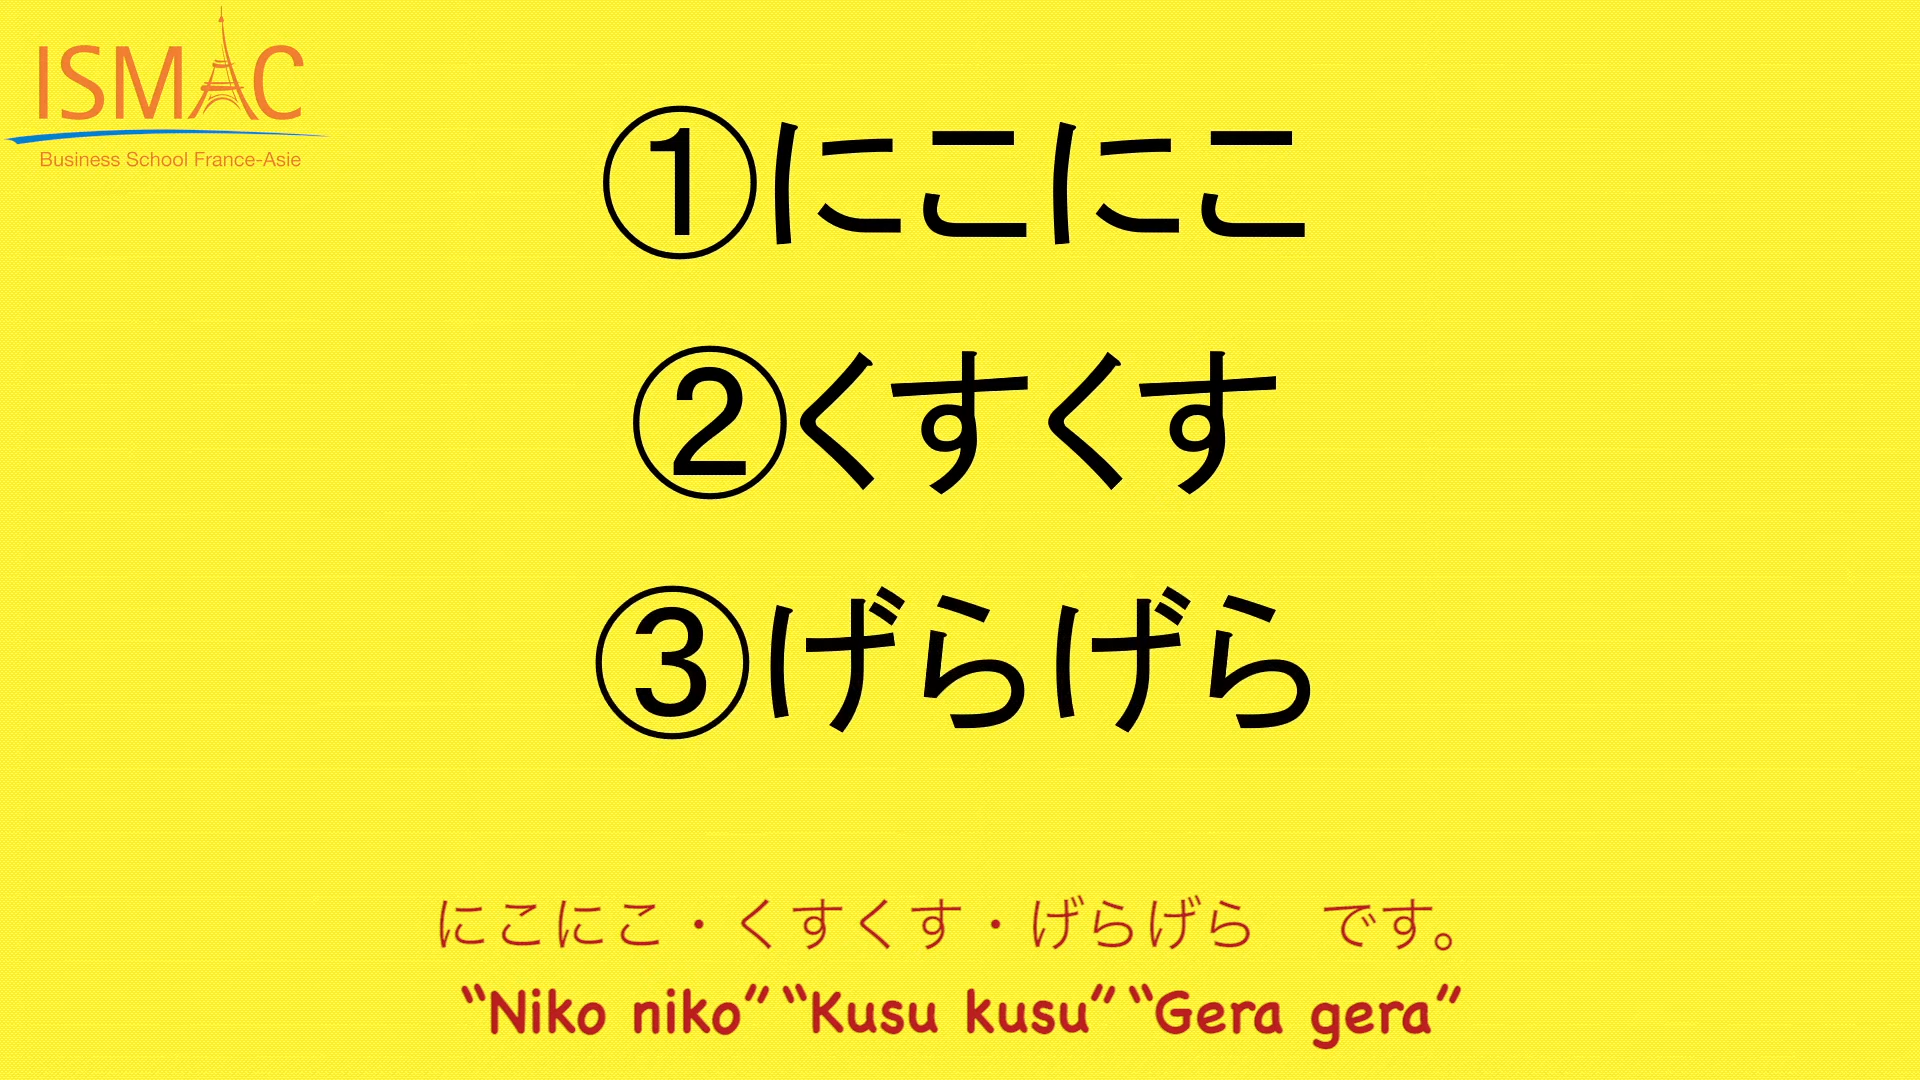 ISMAC
Business School France-Asie
①にこにこ
②くすくす
③げらげら
にこにこ・くすくす・げらげら　です。
“Niko niko” “Kusu kusu” “Gera gera”